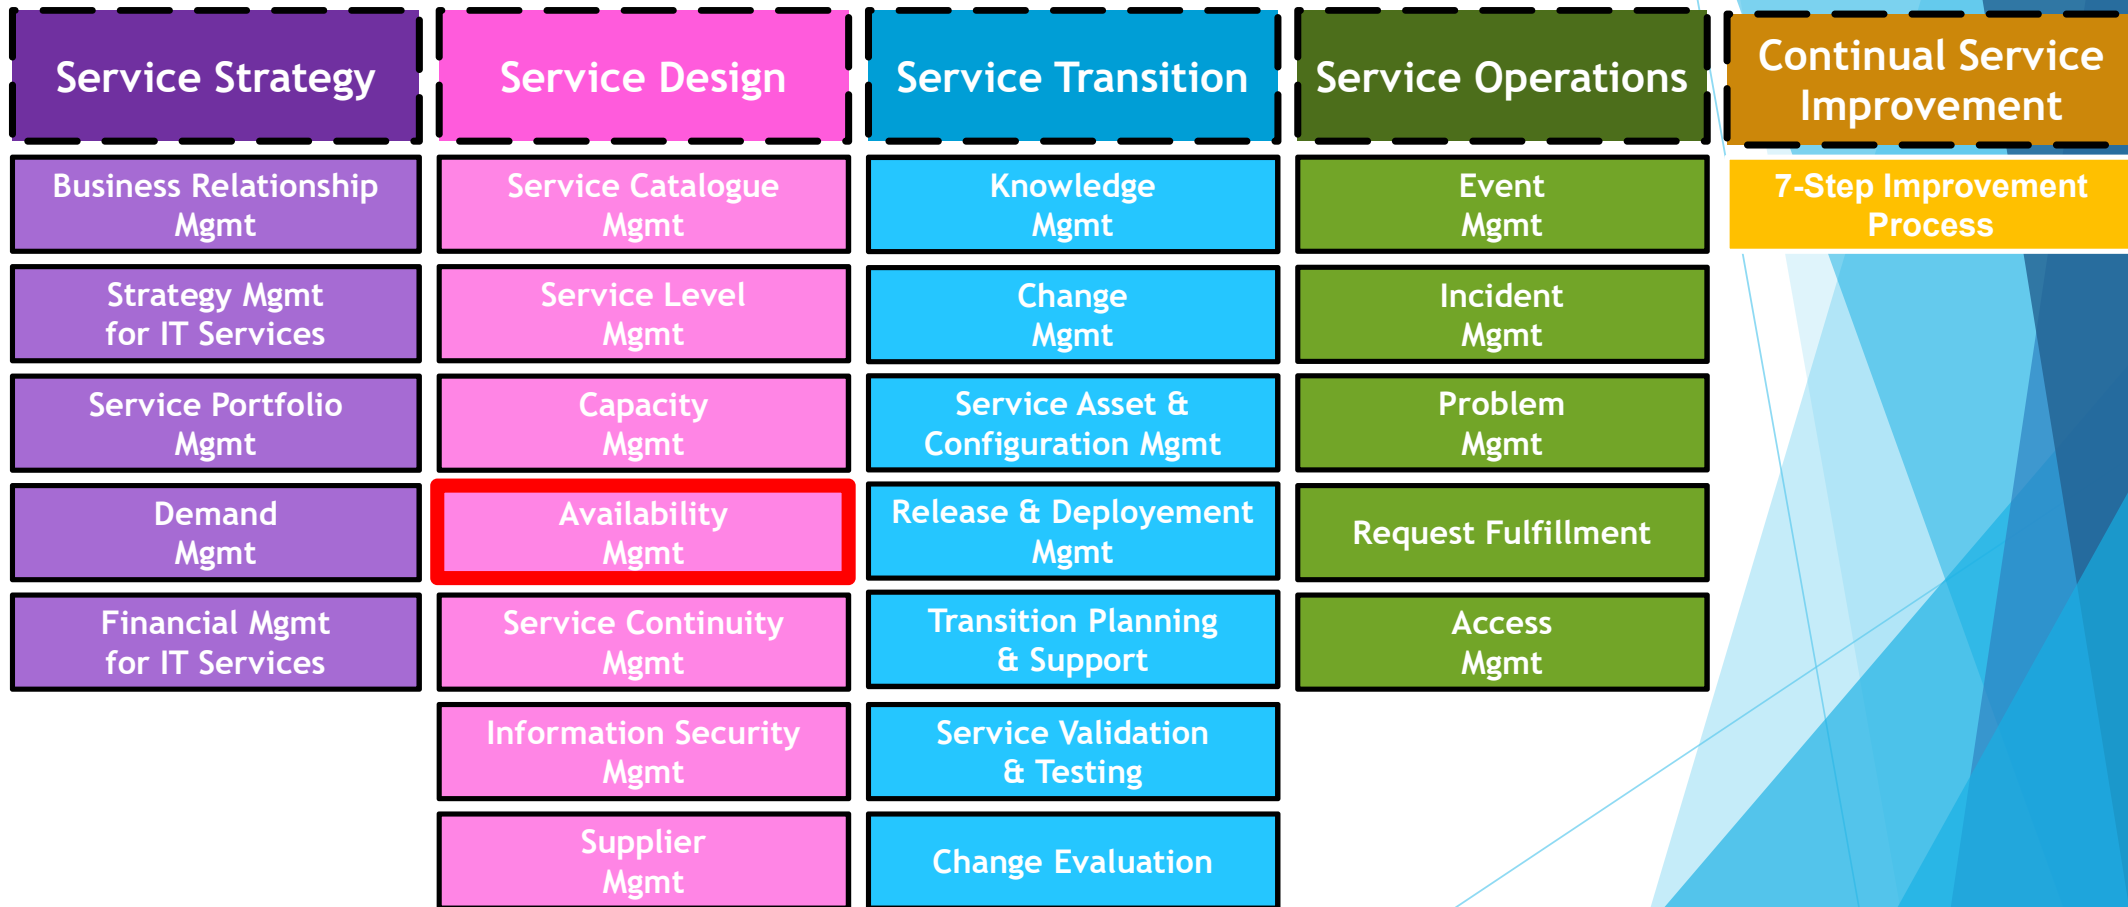 Service Strategy
Business Relationship
Mgmt
Strategy Mgmt
for IT Services
Service Portfolio
Mgmt
Demand
Mgmt
Financial Mgmt
for IT Services
Service Design
Service Catalogue
Mgmt
Service Level
Mgmt
Capacity
Mgmt
Availability
Mgmt
Service Continuity
Mgmt
Information Security
Mgmt
Supplier
Mgmt
Service Transition
Knowledge
Mgmt
Change
Mgmt
Service Asset &
Configuration Mgmt
Release & Deployement
Mgmt
Transition Planning
& Support
Service Validation
& Testing
Change Evaluation
Service Operations
Event
Mgmt
Incident
Mgmt
Problem
Mgmt
Request Fulfillment
Access
Mgmt
Continual Service
Improvement
7-Step Improvement
Process